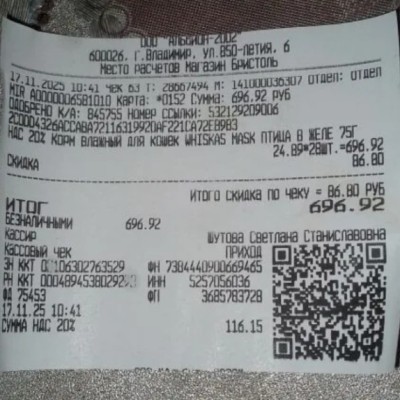 ООО "АЛЬБИОН-2002"
600026, г.Владимир, ул.850-летия, 6
Место расчетов магазин Бристоль
17.11.2025 10:41 Чек 63 Т: 28667494 М: 141000036307 Отдел: ОТДЕЛ
MIR A0000006581010 Карта: *0152 Сумма: 696.92 РУБ
ОДОБРЕНО К/А: 845755 Номер ссылки: 532129209006
2C0004326ACCABA72116319920AF221CA72EB9B3
НДС 20% КОРМ ВЛАЖНЫЙ ДЛЯ КОШЕК WHISKAS MASK ПТИЦА В ЖЕЛЕ 75Г
24.89*28ШТ.=696.92
СКИДКА 86.80
ИТОГО СКИДКА ПО ЧЕКУ = 86.80 РУБ
ИТОГ 696.92
БЕЗНАЛИЧНЫМИ 696.92
Кассир Шутова Светлана Станиславовна
Кассовый чек ПРИХОД
ЗН ККТ 106302763529 ФН 7384440900669465
РН ККТ 000489453802929 ИНН 5257056036
ФД 75453 ФП 3685783728
17.11.25 10:41
СУММА НДС 20% 116.15